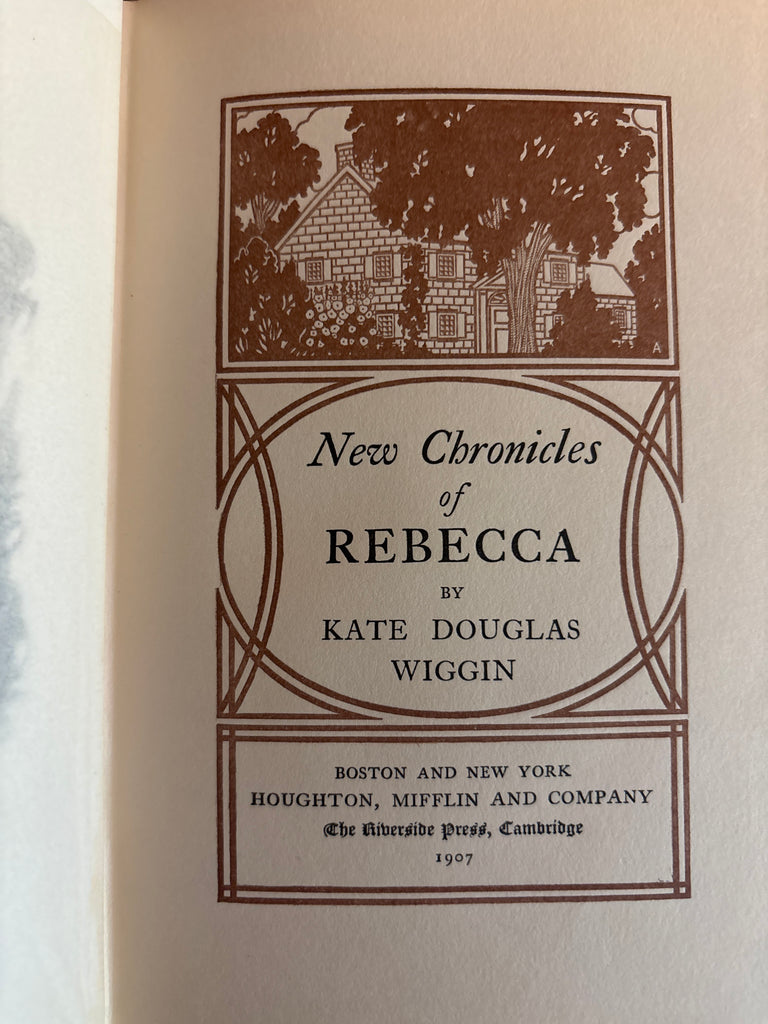 A
New Chronicles
of
REBECCA
BY
KATE DOUGLAS
WIGGIN
BOSTON AND NEW YORK
HOUGHTON, MIFFLIN AND COMPANY
The Riverside Press, Cambridge
1907